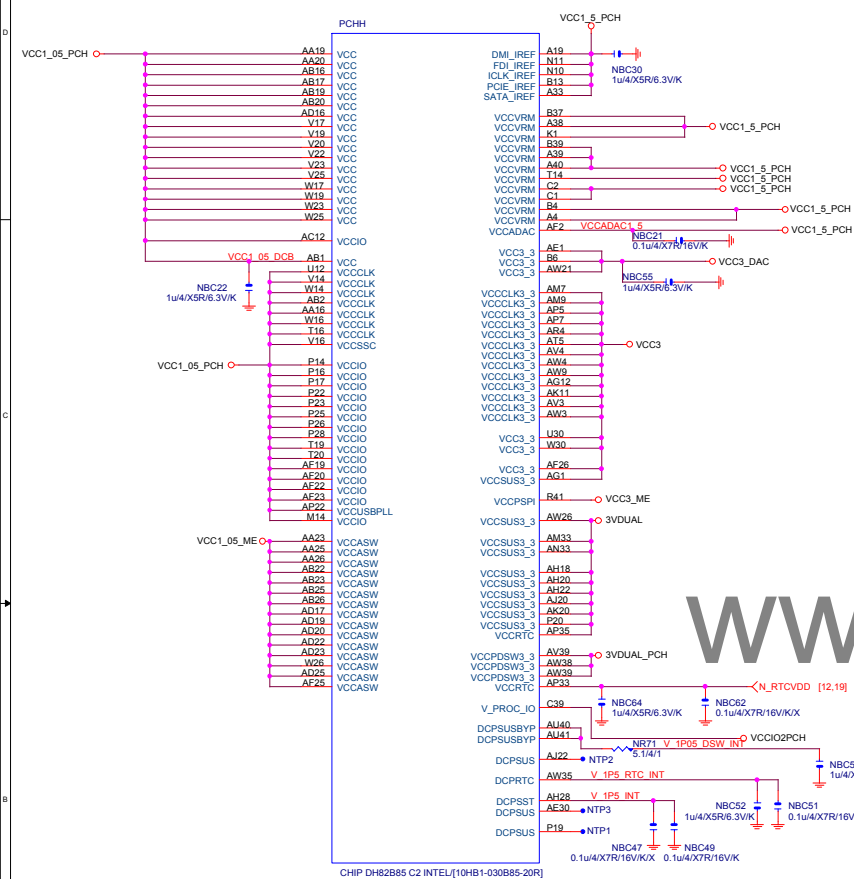 D
PCHH
VCC1_5_PCH
VCC1_05_PCH
AA19 VCC
AA20 VCC
AB16 VCC
AB17 VCC
AB19 VCC
AB20 VCC
AD16 VCC
V17 VCC
V19 VCC
V20 VCC
V22 VCC
V23 VCC
V25 VCC
W17 VCC
W19 VCC
W23 VCC
W25 VCC
AC12 VCCIO
VCC1_05_DCB
AB1 VCC
U12 VCCCLK
V14 VCCCLK
W14 VCCCLK
AB2 VCCCLK
AA16 VCCCLK
W16 VCCCLK
T16 VCCCLK
V16 VCCSSC
NBC22
1u/4/X5R/6.3V/K
VCC1_05_PCH
P14 VCCIO
P16 VCCIO
P17 VCCIO
P22 VCCIO
P23 VCCIO
P25 VCCIO
P26 VCCIO
P28 VCCIO
T19 VCCIO
T20 VCCIO
AF19 VCCIO
AF20 VCCIO
AF22 VCCIO
AF23 VCCIO
AP22 VCCUSBPLL
M14 VCCIO
VCC1_05_ME
AA23 VCCASW
AA25 VCCASW
AA26 VCCASW
AB22 VCCASW
AB23 VCCASW
AB25 VCCASW
AB26 VCCASW
AD17 VCCASW
AD19 VCCASW
AD20 VCCASW
AD22 VCCASW
AD23 VCCASW
W26 VCCASW
AD25 VCCASW
AF25 VCCASW
DMI_IREF A19
FDI_IREF N11
ICLK_IREF N10
PCIE_IREF B13
SATA_IREF A33
NBC30
1u/4/X5R/6.3V/K
VCCVRM B37
VCCVRM A38
VCCVRM K1
VCC1_5_PCH
VCCVRM B39
VCCVRM A39
VCCVRM A40
VCC1_5_PCH
VCCVRM T14
VCC1_5_PCH
VCCVRM C2
VCC1_5_PCH
VCCVRM C1
VCCVRM B4
VCC1_5_PCH
VCCVRM A4
VCCADAC AF2
VCCADAC1_5
VCC1_5_PCH
NBC21
0.1u/4/X7R/16V/K
VCC3_3 AE1
VCC3_3 B6
VCC3_3 AW21
VCC3_DAC
NBC55
1u/4/X5R/6.3V/K
VCCCLK3_3 AM7
VCCCLK3_3 AM9
VCCCLK3_3 AP5
VCCCLK3_3 AP7
VCCCLK3_3 AR4
VCCCLK3_3 AT5
VCC3
VCCCLK3_3 AV4
VCCCLK3_3 AW4
VCCCLK3_3 AW9
VCCCLK3_3 AG12
VCCCLK3_3 AK11
VCCCLK3_3 AV3
VCCCLK3_3 AW3
VCC3_3 U30
VCC3_3 W30
VCC3_3 AF26
VCCSUS3_3 AG1
VCCPSPI R41
VCC3_ME
VCCSUS3_3 AW26
3VDUAL
VCCSUS3_3 AM33
VCCSUS3_3 AN33
VCCSUS3_3 AH18
VCCSUS3_3 AH20
VCCSUS3_3 AH22
VCCSUS3_3 AJ20
VCCSUS3_3 AK20
VCCSUS3_3 P20
VCCRTC AP35
VCCPDSW3_3 AV39
3VDUAL_PCH
VCCPDSW3_3 AW38
VCCPDSW3_3 AW39
VCCRTC AP33
N_RTCVDD [12,19]
NBC64
1u/4/X5R/6.3V/K
NBC62
0.1u/4/X7R/16V/K/X
V_PROC_IO C39
VCCIO2PCH
DCPSUSBYP AU40
DCPSUSBYP AU41
NR71
5.1/4/1
V_1P05_DSW_INT
NBC5
1u/4/X
DCPSUS AJ22
NTP2
DCPRTC AW35
V_1P5_RTC_INT
NBC52
1u/4/X5R/6.3V/K
NBC51
0.1u/4/X7R/16V
DCPSST AH28
V_1P5_INT
DCPSUS AE30
NTP3
DCPSUS P19
NTP1
NBC47
0.1u/4/X7R/16V/K/X
NBC49
0.1u/4/X7R/16V/K
C
B
WW
CHIP DH82B85 C2 INTEL/[10HB1-030B85-20R]